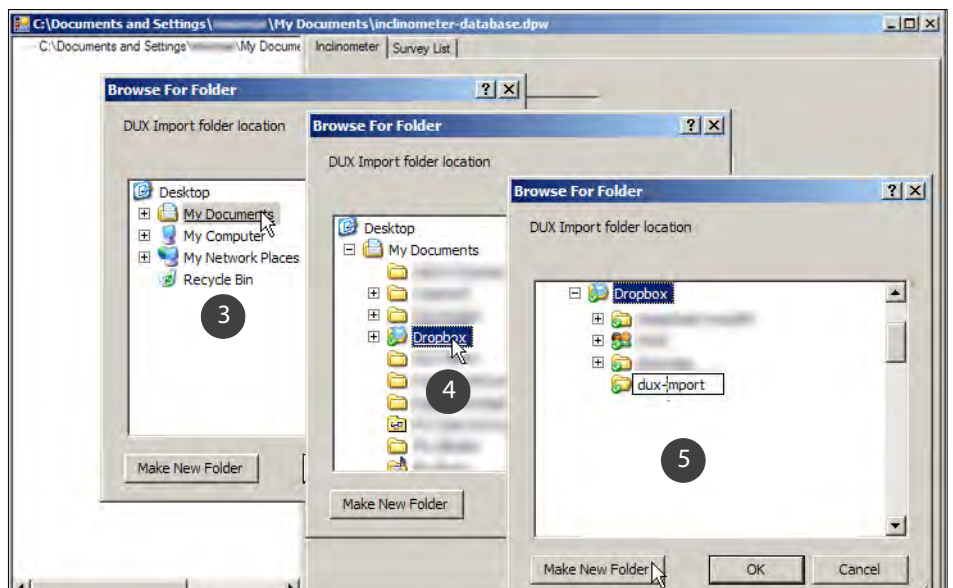 C:\Documents and Settings\ \My Documents\inclinometer-database.dpw
C:\Documents and Settings\ \My Docume
Inclinometer
Survey List
Browse For Folder
DUX Import folder location
Desktop
My Documents
My Computer
My Network Places
Recycle Bin
3
Make New Folder
Browse For Folder
DUX Import folder location
Desktop
My Documents
Dropbox
4
Make New Folder
Browse For Folder
DUX Import folder location
Dropbox
dux-import
5
Make New Folder
OK
Cancel